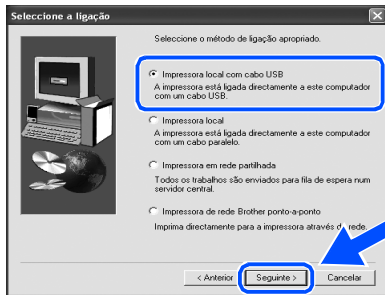 Seleccione a ligação
Seleccione o método de ligação apropriado.
Impressora local com cabo USB
A impressora está ligada directamente a este computador
com um cabo USB.
Impressora local
A impressora está ligada directamente a este computador
com um cabo paralelo.
Impressora em rede partilhada
Todos os trabalhos são enviados para fila de espera num
servidor central.
Impressora de rede Brother ponto-a-ponto
Imprima directamente para a impressora através de rede.
< Anterior Seguinte > Cancelar